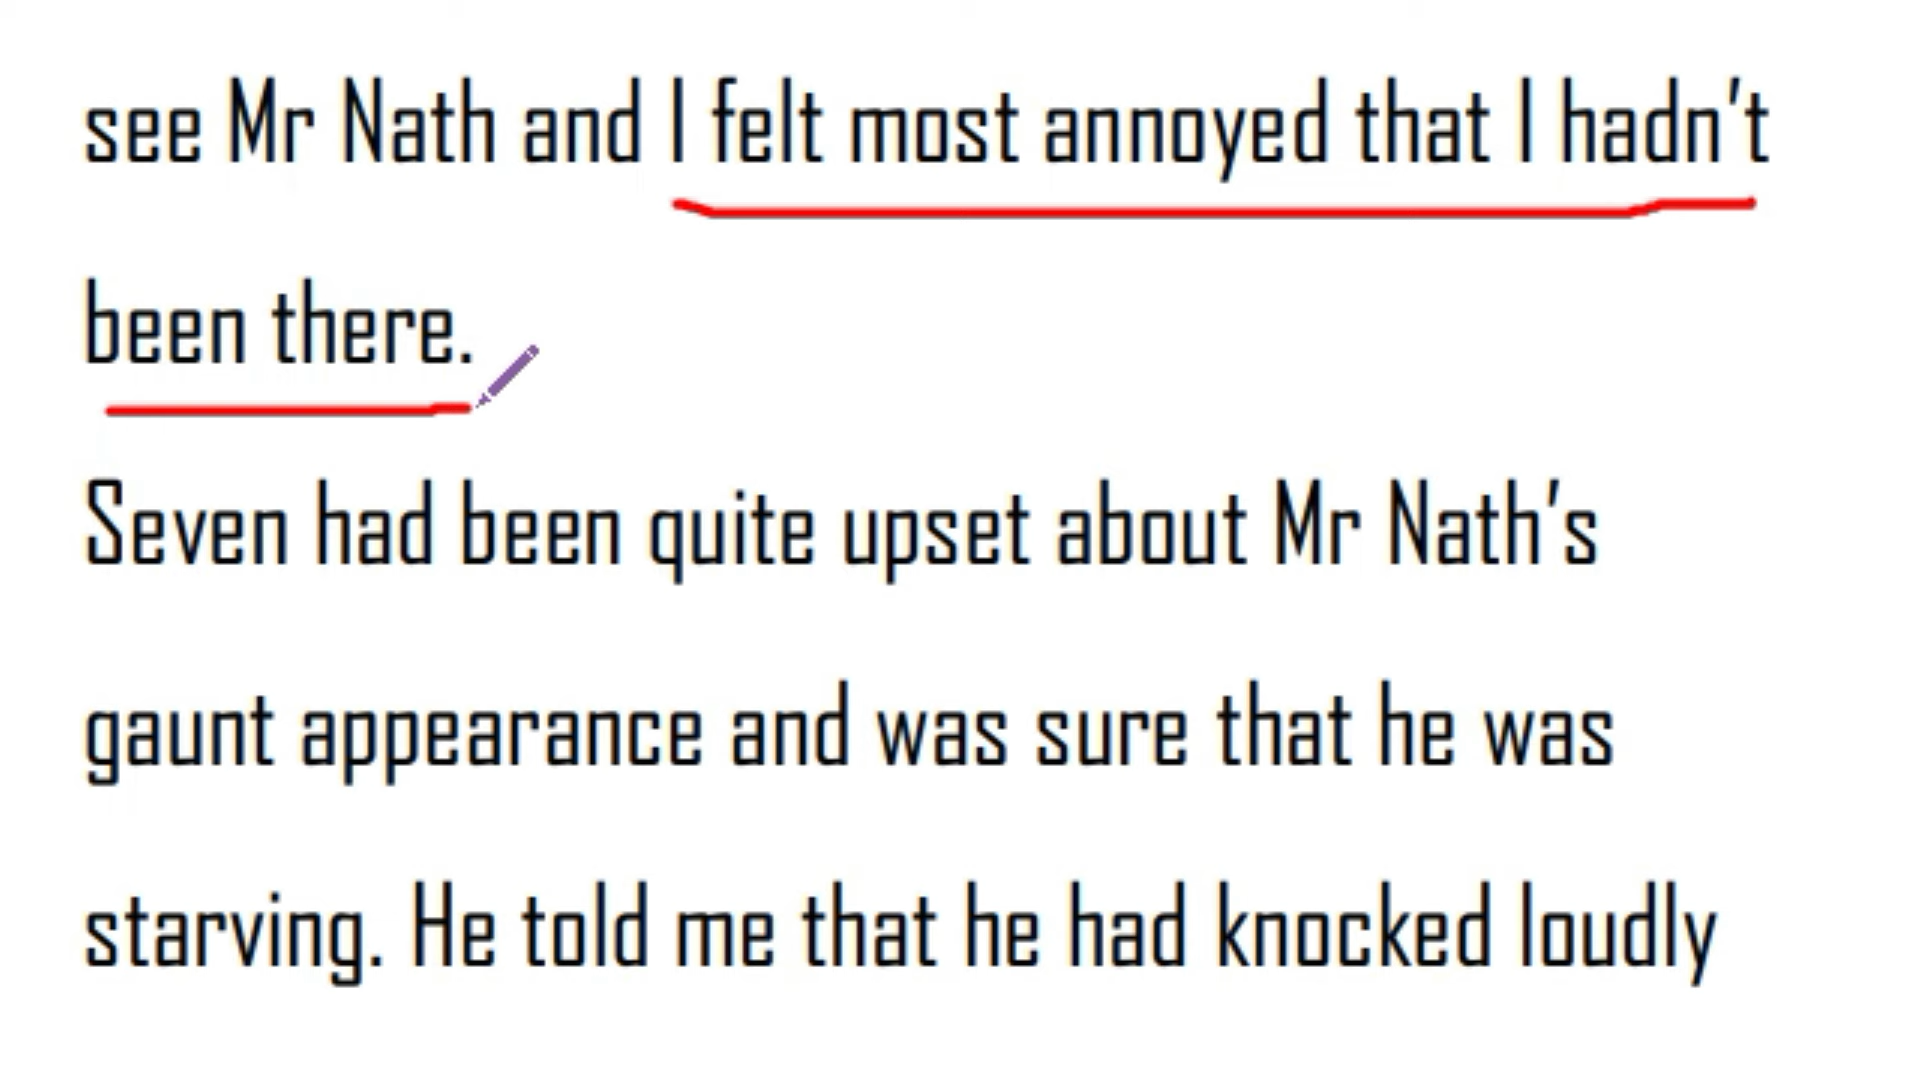 see Mr Nath and I felt most annoyed that I hadn't
been there.
Seven had been quite upset about Mr Nath's
gaunt appearance and was sure that he was
starving. He told me that he had knocked loudly